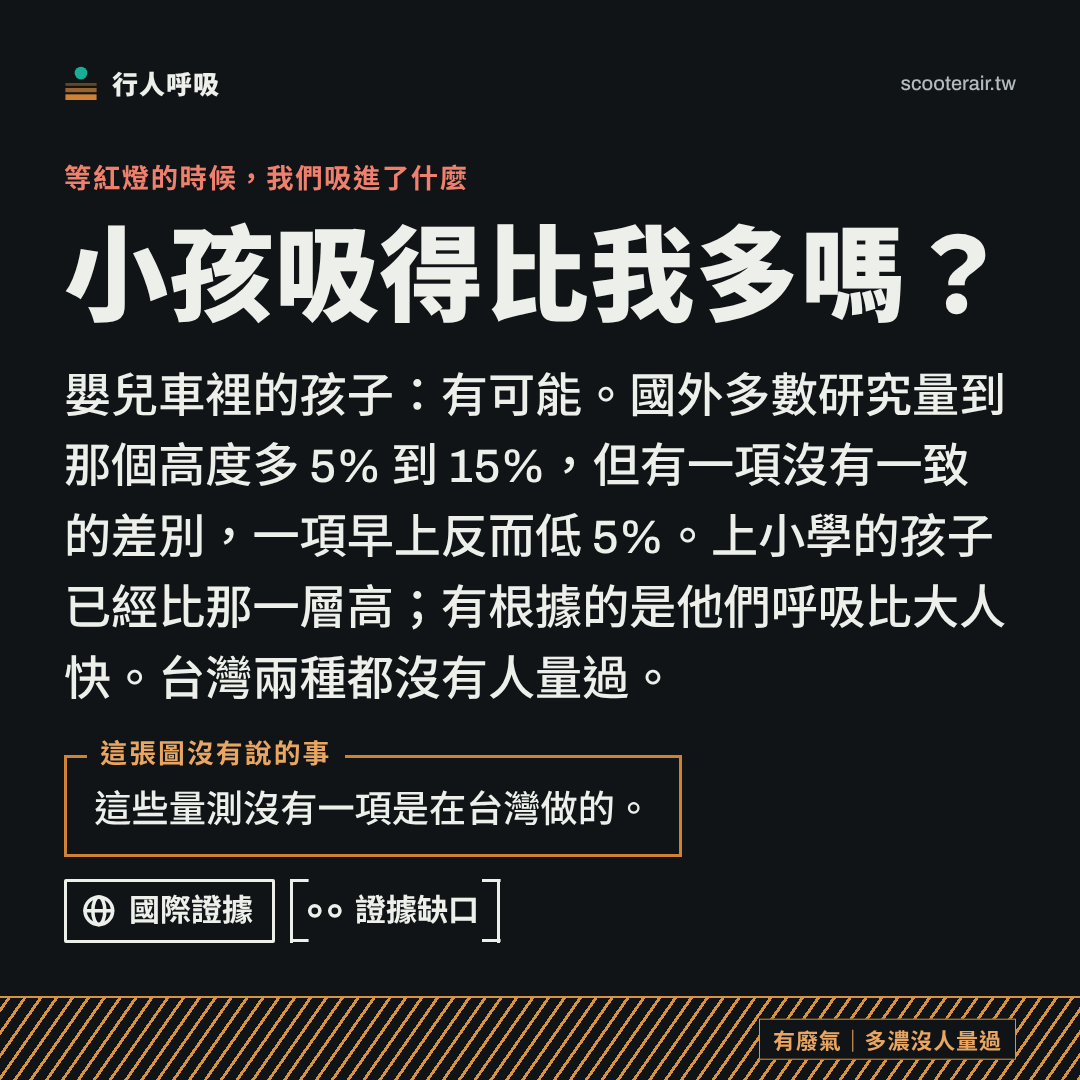 行人呼吸
scooterair.tw
等紅燈的時候，我們吸進了什麼
小孩吸得比我多嗎？
嬰兒車裡的孩子：有可能。國外多數研究量到
那個高度多 5% 到 15%，但有一項沒有一致
的差別，一項早上反而低 5%。上小學的孩子
已經比那一層高；有根據的是他們呼吸比大人
快。台灣兩種都沒有人量過。
這張圖沒有說的事
這些量測沒有一項是在台灣做的。
國際證據
證據缺口
有廢氣｜多濃沒人量過